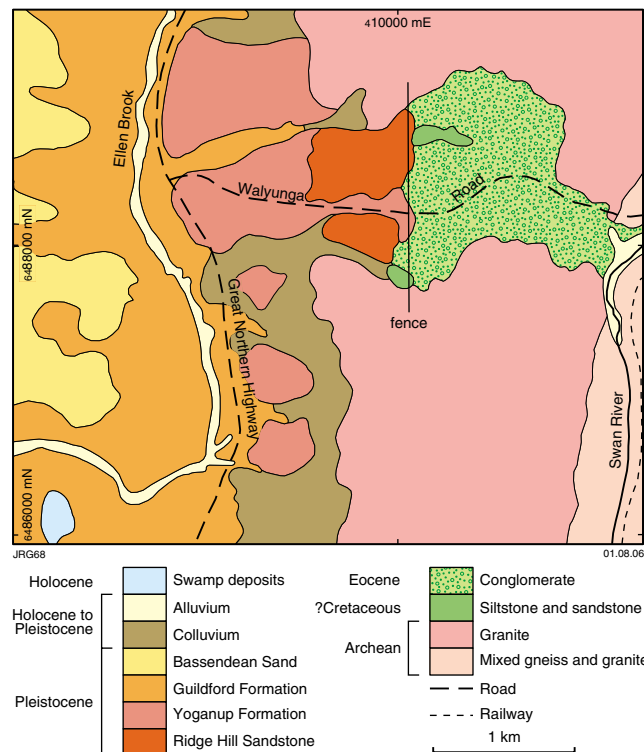 410000 mE
Ellen Brook
Walyunga
Road
6488000 mN
Great Northern Highway
fence
Swan River
6486000 mN
JRG68
01.08.06
Holocene
Swamp deposits
Holocene to
Pleistocene
Alluvium
Colluvium
Pleistocene
Bassendean Sand
Guildford Formation
Yoganup Formation
Ridge Hill Sandstone
Eocene
Conglomerate
?Cretaceous
Siltstone and sandstone
Archean
Granite
Mixed gneiss and granite
Road
Railway
1 km